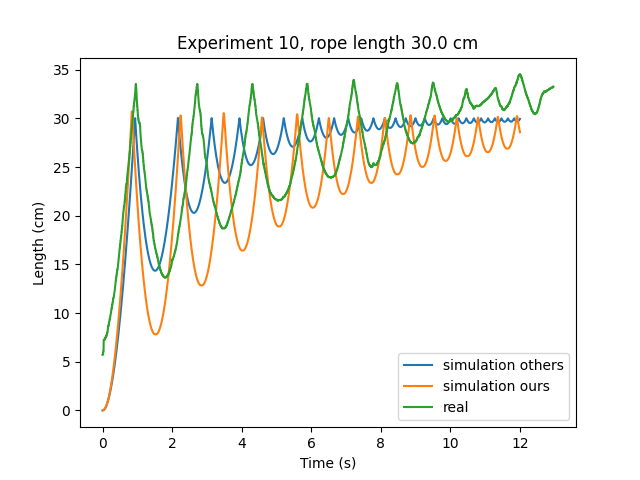 Experiment 10, rope length 30.0 cm
35
30
25
20
15
10
5
0
Length (cm)
simulation others
simulation ours
real
0 2 4 6 8 10 12
Time (s)